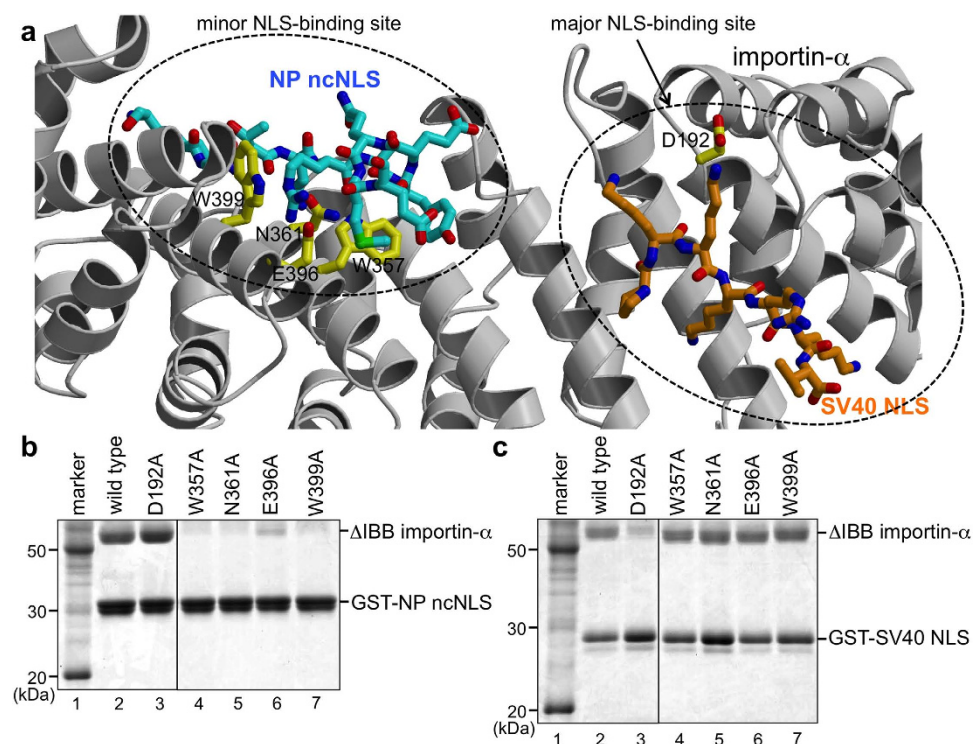 a
minor NLS-binding site
major NLS-binding site
importin-α
NP ncNLS
D192
W399
N361
E396
W357
SV40 NLS
b
marker
wild type
D192A
W357A
N361A
E396A
W399A
50
30
20
(kDa)
ΔIBB importin-α
GST-NP ncNLS
1 2 3 4 5 6 7
c
marker
wild type
D192A
W357A
N361A
E396A
W399A
50
30
20
(kDa)
ΔIBB importin-α
GST-SV40 NLS
1 2 3 4 5 6 7